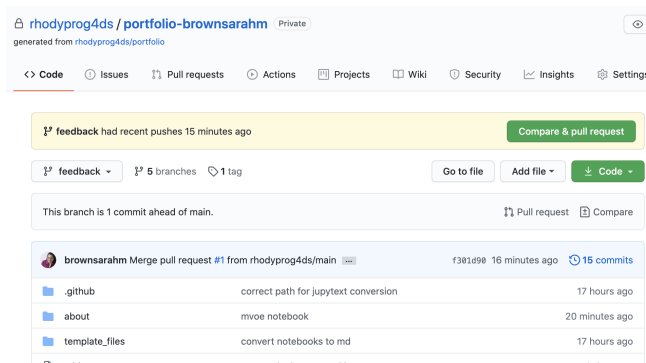 rhodyprog4ds / portfolio-brownsarahm Private
generated from rhodyprog4ds/portfolio
<> Code Issues Pull requests Actions Projects Wiki Security Insights Settings
feedback had recent pushes 15 minutes ago Compare & pull request
feedback 5 branches 1 tag Go to file Add file Code
This branch is 1 commit ahead of main. Pull request Compare
brownsarahm Merge pull request #1 from rhodyprog4ds/main ... f301d90 16 minutes ago 15 commits
.github correct path for jupytext conversion 17 hours ago
about mvoe notebook 20 minutes ago
template_files convert notebooks to md 17 hours ago